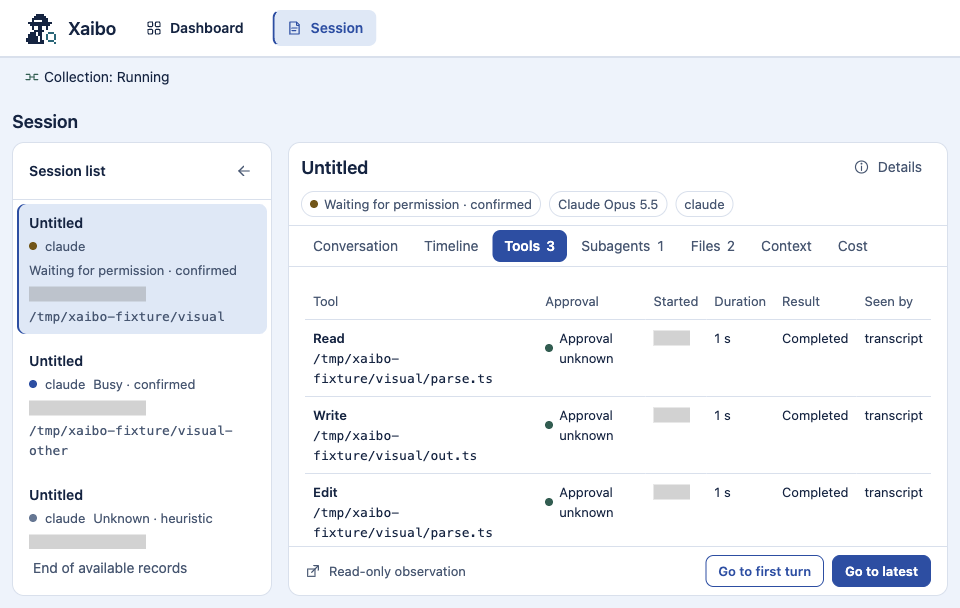 Xaibo
Dashboard
Session
Collection: Running
Session
Session list
Untitled
claude
Waiting for permission · confirmed
/tmp/xaibo-fixture/visual
Untitled
claude Busy · confirmed
/tmp/xaibo-fixture/visual-
other
Untitled
claude Unknown · heuristic
End of available records
Untitled
Details
Waiting for permission · confirmed
Claude Opus 5.5
claude
Conversation Timeline Tools 3 Subagents 1 Files 2 Context Cost
Tool Approval Started Duration Result Seen by
Read
/tmp/xaibo-
fixture/visual/parse.ts
Approval
unknown
1 s
Completed
transcript
Write
/tmp/xaibo-
fixture/visual/out.ts
Approval
unknown
1 s
Completed
transcript
Edit
/tmp/xaibo-
fixture/visual/parse.ts
Approval
unknown
1 s
Completed
transcript
Read-only observation
Go to first turn
Go to latest